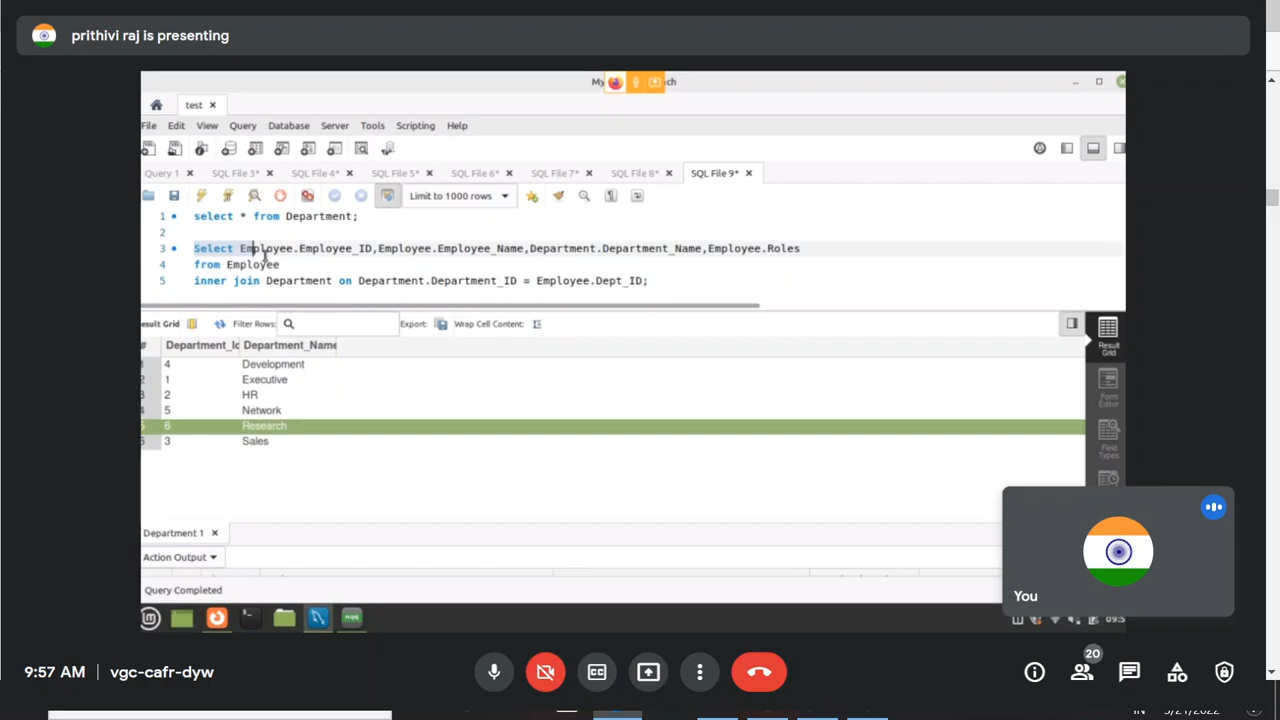 prithivi raj is presenting
test
File Edit View Query Database Server Tools Scripting Help
Query 1 SQL File 3* SQL File 4* SQL File 5* SQL File 6* SQL File 7* SQL File 8* SQL File 9*
Limit to 1000 rows
1 select * from Department;
2
3 Select Employee.Employee_ID,Employee.Employee_Name,Department.Department_Name,Employee.Roles
4 from Employee
5 inner join Department on Department.Department_ID = Employee.Dept_ID;
esult Grid Filter Rows: Export: Wrap Cell Content:
# Department_Id Department_Name
4 Development
1 Executive
2 HR
5 Network
6 Research
3 Sales
Result Grid
Form Editor
Field Types
Department 1
Action Output
Query Completed
You
9:57 AM vgc-cafr-dyw
20